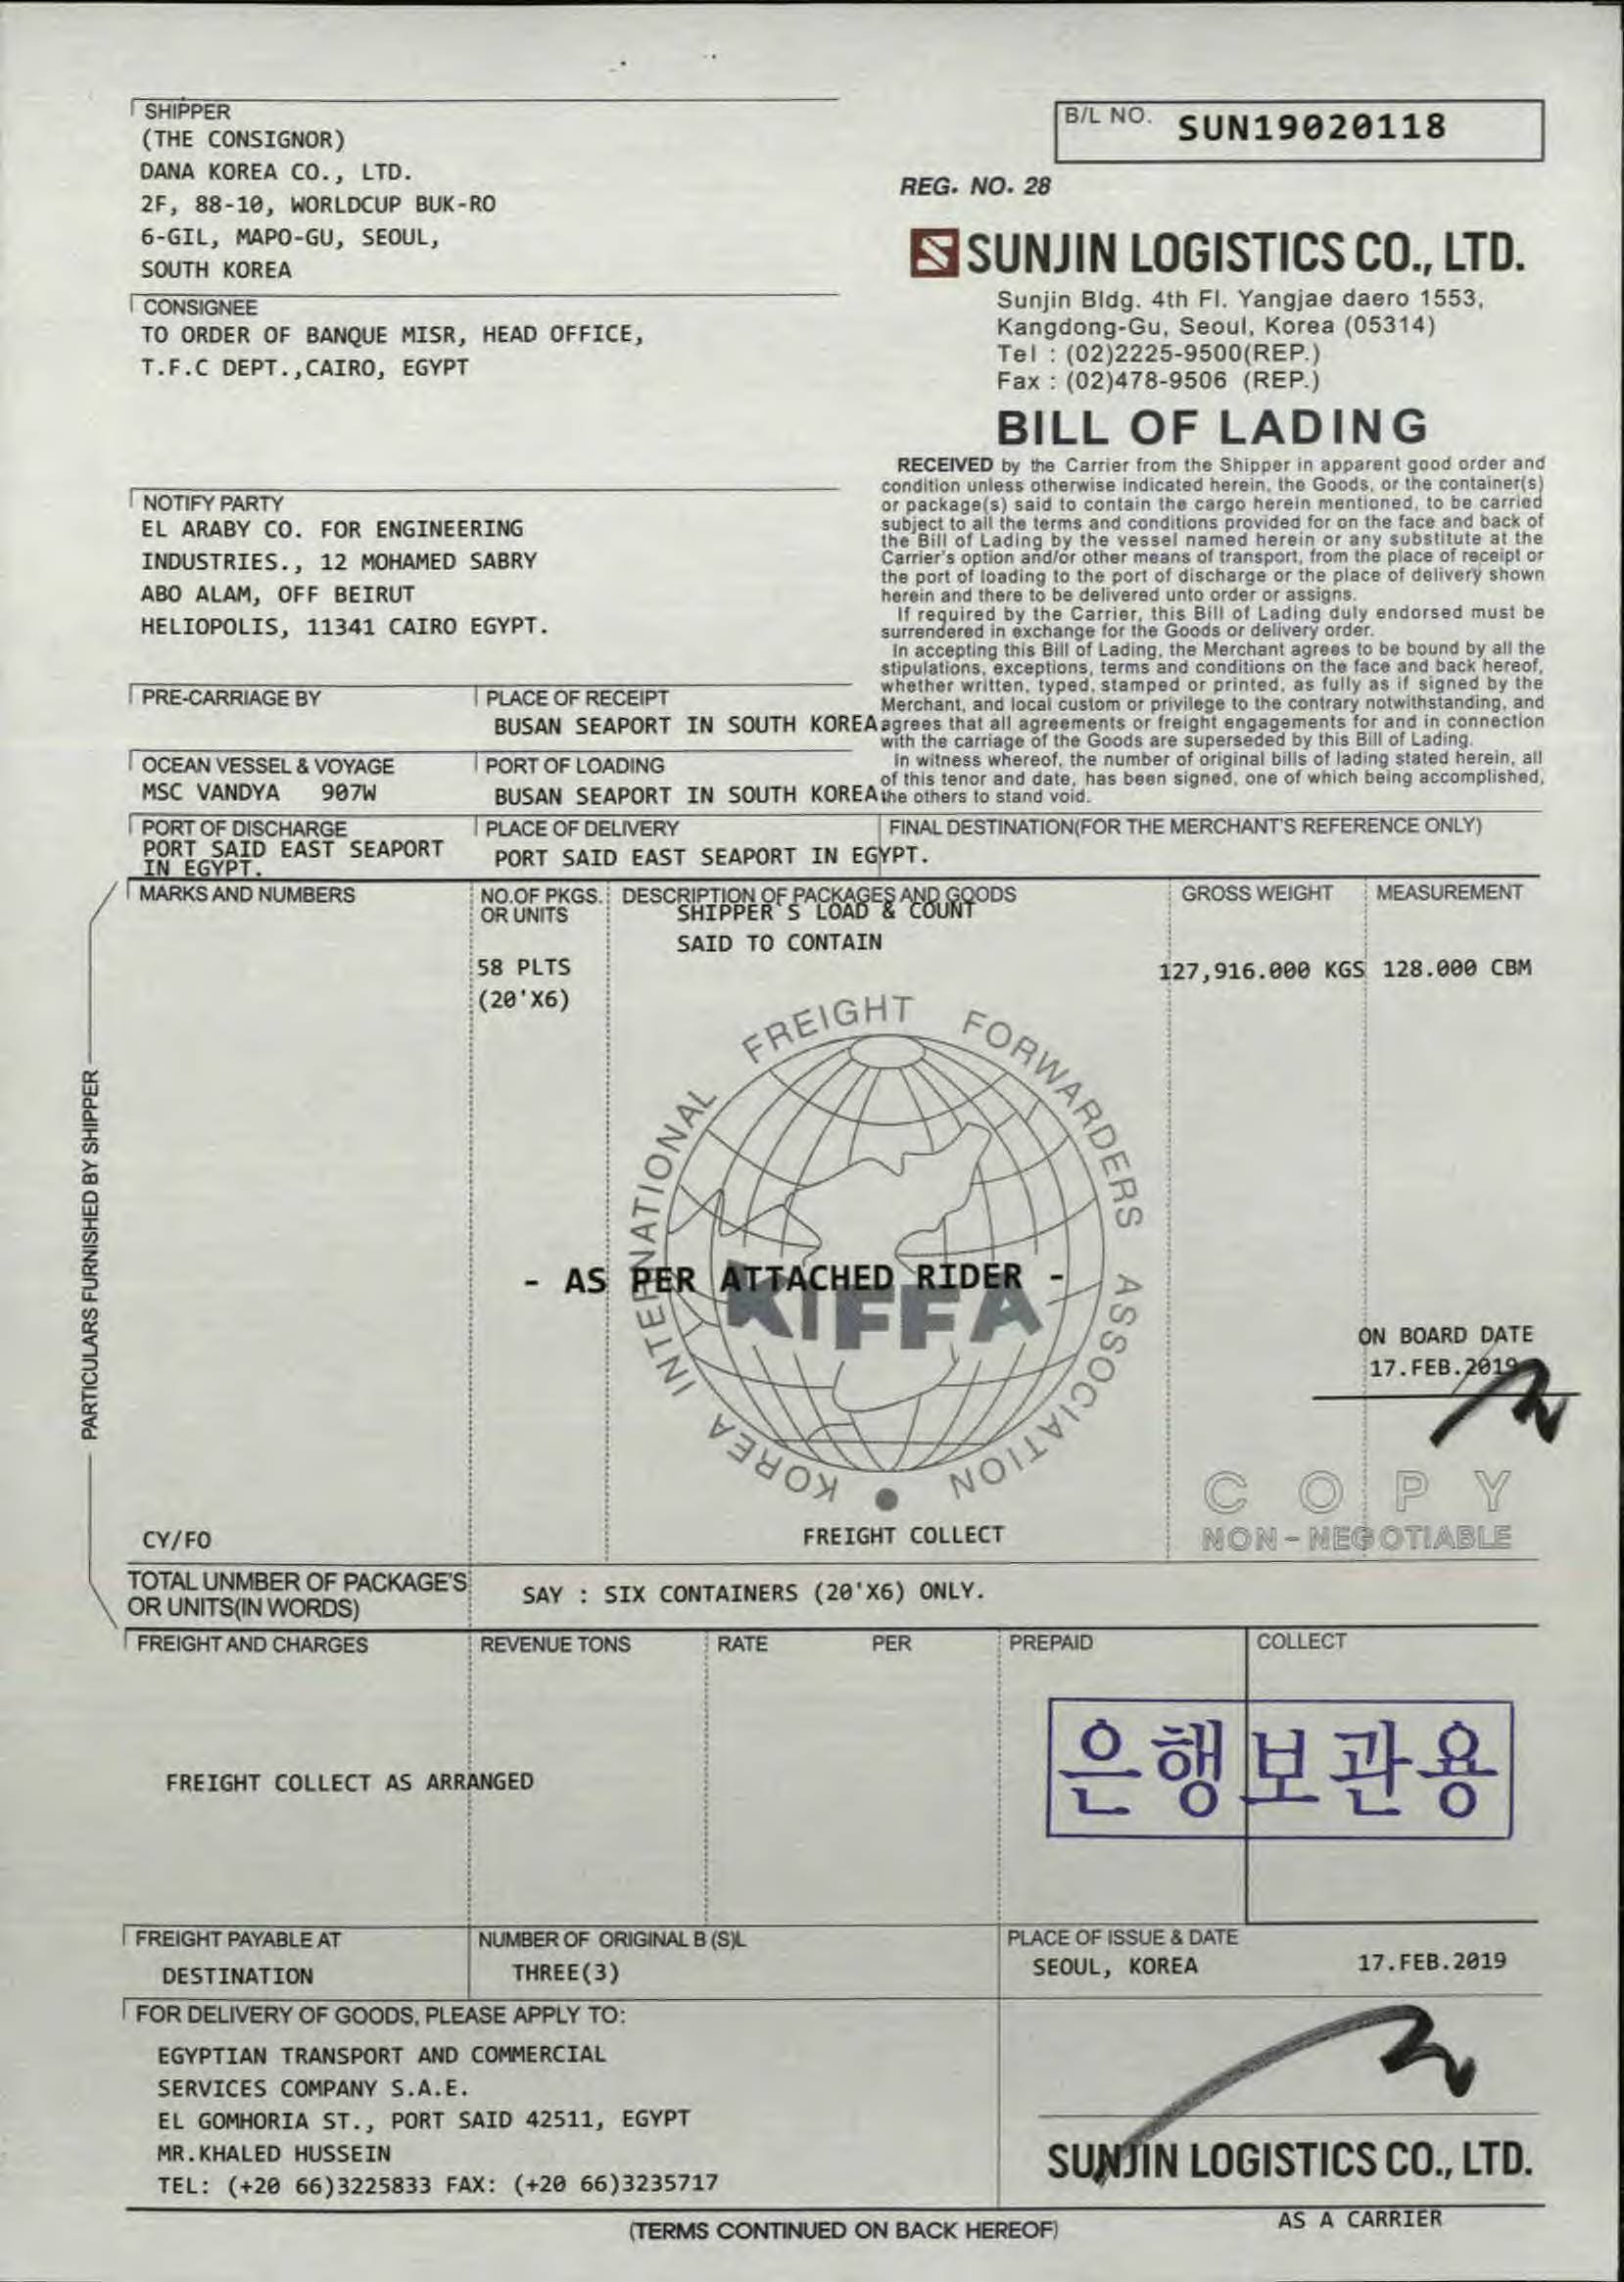 SHIPPER
(THE CONSIGNOR)
DANA KOREA CO., LTD.
2F, 88-10, WORLDCUP BUK-RO
6-GIL, MAPO-GU, SEOUL,
SOUTH KOREA
B/L NO. SUN19020118
REG. NO. 28
SUNJIN LOGISTICS CO., LTD.
Sunjin Bldg. 4th Fl. Yangjae daero 1553,
Kangdong-Gu, Seoul, Korea (05314)
Tel : (02)2225-9500(REP.)
Fax : (02)478-9506 (REP.)
CONSIGNEE
TO ORDER OF BANQUE MISR, HEAD OFFICE,
T.F.C DEPT.,CAIRO, EGYPT
BILL OF LADING
RECEIVED by the Carrier from the Shipper in apparent good order and
condition unless otherwise indicated herein, the Goods, or the container(s)
or package(s) said to contain the cargo herein mentioned, to be carried
subject to all the terms and conditions provided for on the face and back of
the Bill of Lading by the vessel named herein or any substitute at the
Carrier's option and/or other means of transport, from the place of receipt or
the port of loading to the port of discharge or the place of delivery shown
herein and there to be delivered unto order or assigns.
If required by the Carrier, this Bill of Lading duly endorsed must be
surrendered in exchange for the Goods or delivery order.
In accepting this Bill of Lading, the Merchant agrees to be bound by all the
stipulations, exceptions, terms and conditions on the face and back hereof,
whether written, typed, stamped or printed, as fully as if signed by the
Merchant, and local custom or privilege to the contrary notwithstanding, and
agrees that all agreements or freight engagements for and in connection
with the carriage of the Goods are superseded by this Bill of Lading.
In witness whereof, the number of original bills of lading stated herein, all
of this tenor and date, has been signed, one of which being accomplished,
the others to stand void.
NOTIFY PARTY
EL ARABY CO. FOR ENGINEERING
INDUSTRIES., 12 MOHAMED SABRY
ABO ALAM, OFF BEIRUT
HELIOPOLIS, 11341 CAIRO EGYPT.
PRE-CARRIAGE BY
PLACE OF RECEIPT
BUSAN SEAPORT IN SOUTH KOREA
OCEAN VESSEL & VOYAGE
MSC VANDYA 907W
PORT OF LOADING
BUSAN SEAPORT IN SOUTH KOREA
PORT OF DISCHARGE
PORT SAID EAST SEAPORT
IN EGYPT.
PLACE OF DELIVERY
PORT SAID EAST SEAPORT IN EGYPT.
FINAL DESTINATION(FOR THE MERCHANT'S REFERENCE ONLY)
PARTICULARS FURNISHED BY SHIPPER
MARKS AND NUMBERS
NO.OF PKGS.
OR UNITS
DESCRIPTION OF PACKAGES AND GOODS
GROSS WEIGHT
MEASUREMENT
SHIPPER'S LOAD & COUNT
SAID TO CONTAIN
58 PLTS
(20'X6)
127,916.000 KGS
128.000 CBM
KOREA INTERNATIONAL FREIGHT FORWARDERS ASSOCIATION
KIFFA
- AS PER ATTACHED RIDER -
ON BOARD DATE
17.FEB.2019
COPY
NON-NEGOTIABLE
CY/FO
FREIGHT COLLECT
TOTAL UNMBER OF PACKAGE'S
OR UNITS(IN WORDS)
SAY : SIX CONTAINERS (20'X6) ONLY.
FREIGHT AND CHARGES
REVENUE TONS
RATE
PER
PREPAID
COLLECT
은행보관용
FREIGHT COLLECT AS ARRANGED
FREIGHT PAYABLE AT
DESTINATION
NUMBER OF ORIGINAL B (S)L
THREE(3)
PLACE OF ISSUE & DATE
SEOUL, KOREA 17.FEB.2019
FOR DELIVERY OF GOODS, PLEASE APPLY TO:
EGYPTIAN TRANSPORT AND COMMERCIAL
SERVICES COMPANY S.A.E.
EL GOMHORIA ST., PORT SAID 42511, EGYPT
MR.KHALED HUSSEIN
TEL: (+20 66)3225833 FAX: (+20 66)3235717
SUNJIN LOGISTICS CO., LTD.
AS A CARRIER
(TERMS CONTINUED ON BACK HEREOF)